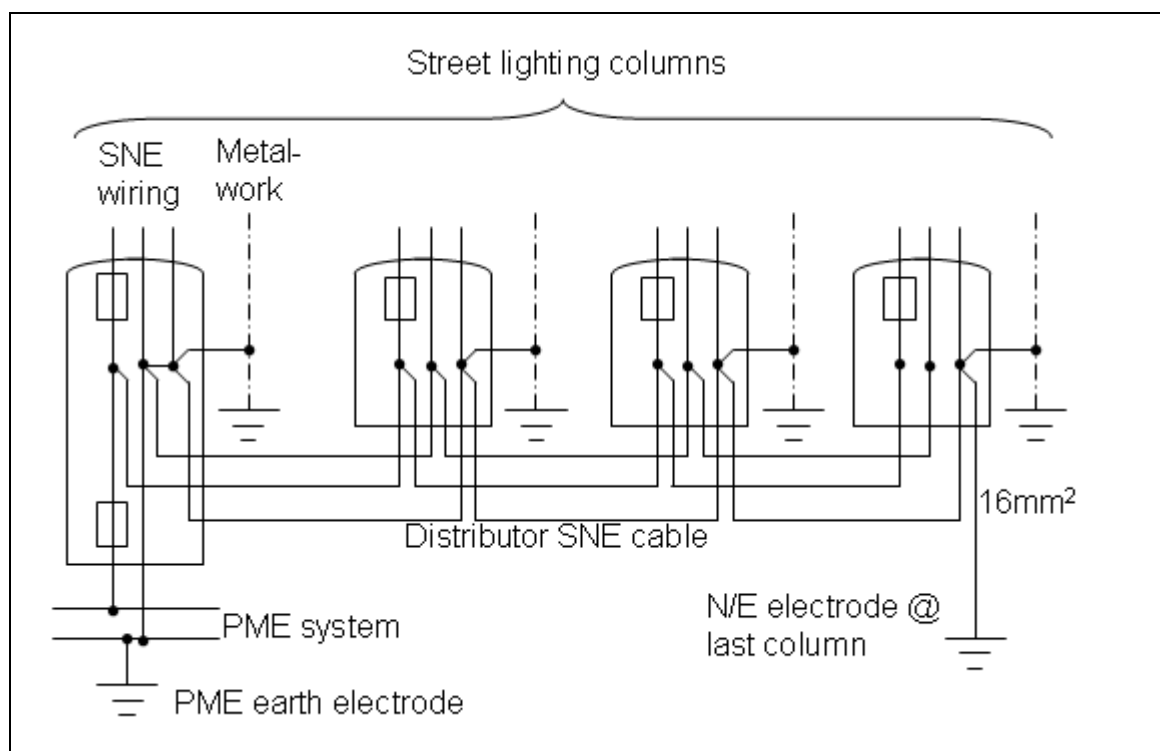 Street lighting columns
SNE
wiring
Metal-
work
16mm²
Distributor SNE cable
N/E electrode @
last column
PME system
PME earth electrode